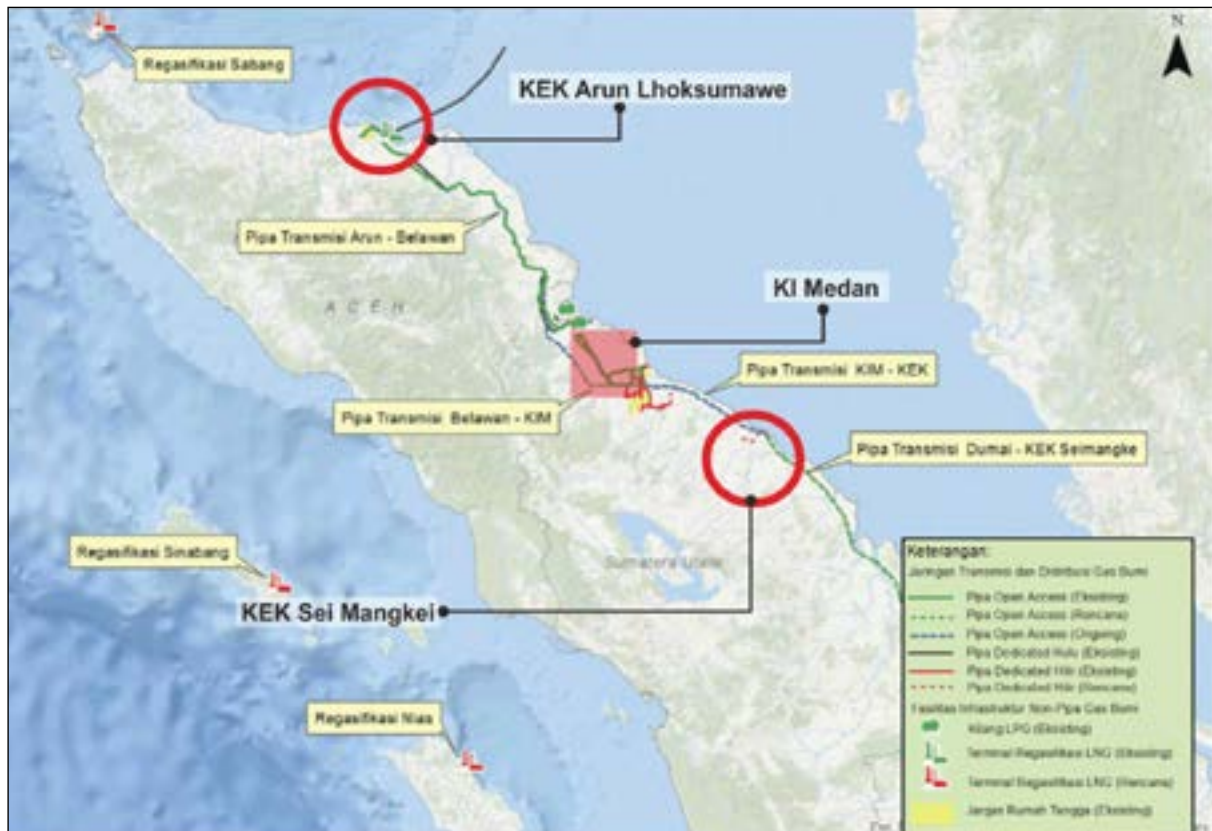 N
Regasifikasi Sabang
KEK Arun Lhoksumawe
Pipa Transmisi Arun - Belawan
ACEH
KI Medan
Pipa Transmisi KIM - KEK
Pipa Transmisi Belawan - KIM
Pipa Transmisi Dumai - KEK Seimangke
Regasifikasi Sinabang
Sumatera Utara
KEK Sei Mangkei
Regasifikasi Nias
Keterangan:
Jaringan Transmisi dan Distribusi Gas Bumi
Pipa Open Access (Eksisting)
Pipa Open Access (Rencana)
Pipa Open Access (Ongoing)
Pipa Dedicated Hulu (Eksisting)
Pipa Dedicated Hilir (Eksisting)
Pipa Dedicated Hilir (Rencana)
Fasilitas Infrastruktur Non-Pipa Gas Bumi
Kilang LPG (Eksisting)
Terminal Regasifikasi LNG (Eksisting)
Terminal Regasifikasi LNG (Rencana)
Jargas Rumah Tangga (Eksisting)